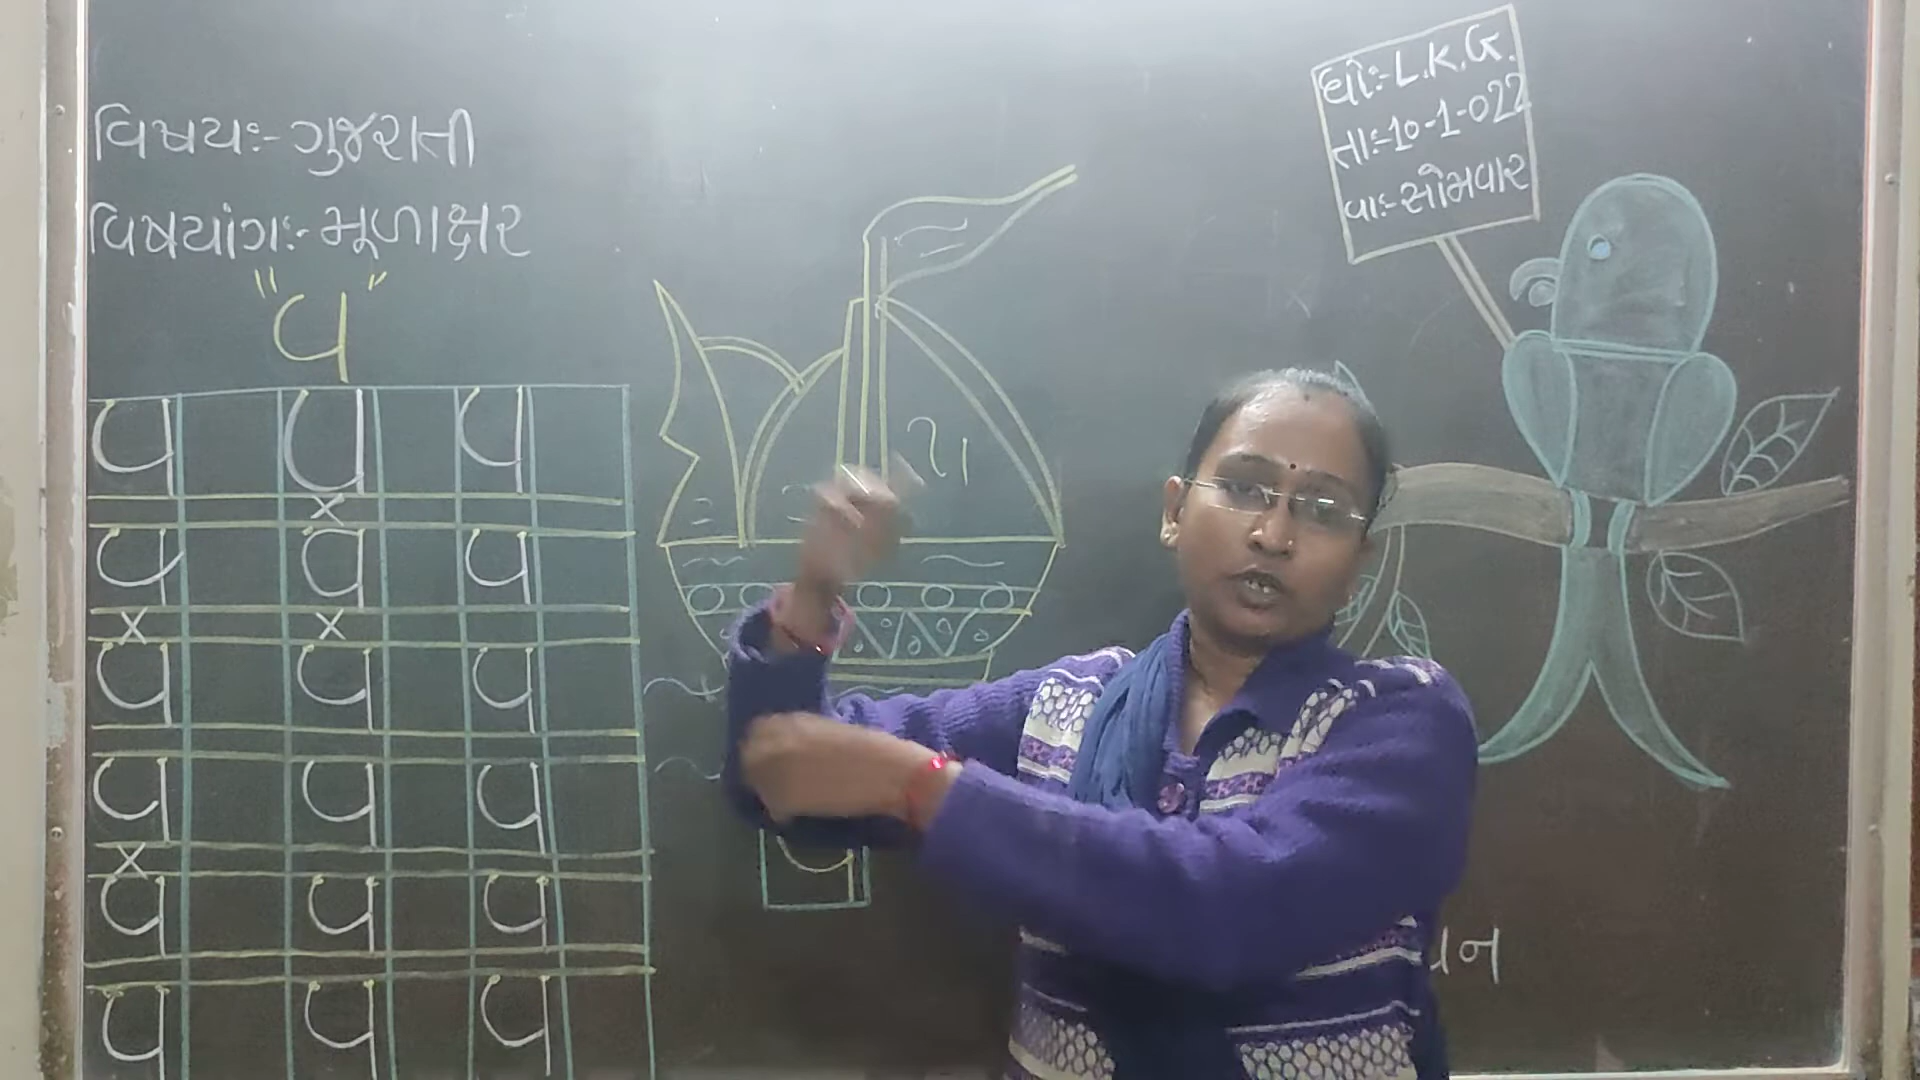 વિષય:- ગુજરાતી
વિષયાંગ:- મૂળાક્ષર
"વ"
ધો:- L.K.G.
તા:-10-1-022
વા:-સોમવાર
વ વ વ
x
વ વ વ
x x
વ વ વ
વ વ વ
x
વ વ વ
વ વ વ
વ